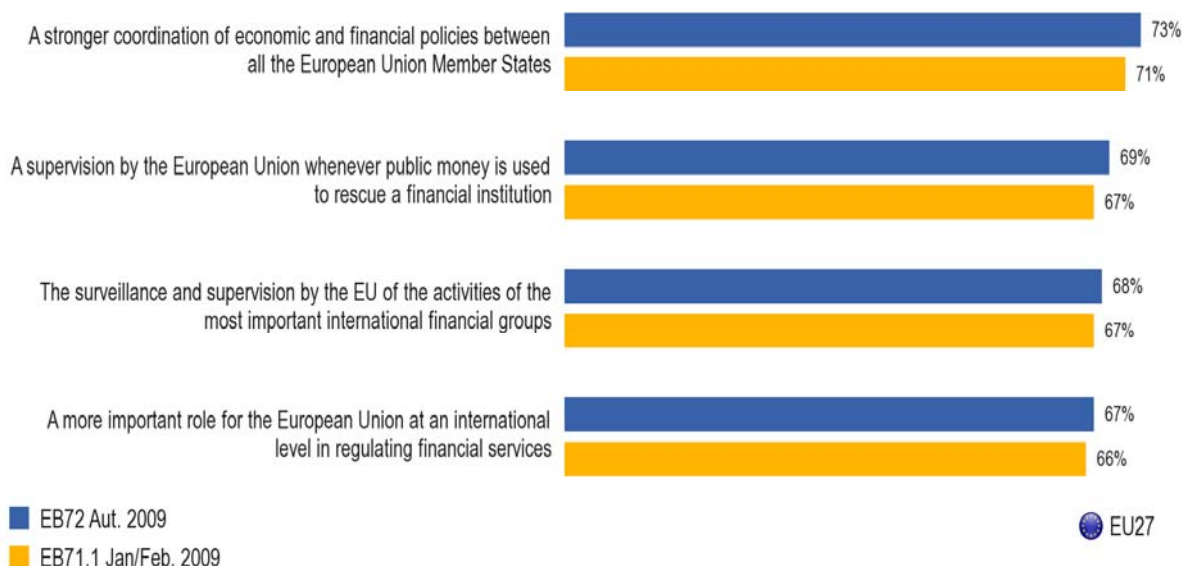 A stronger coordination of economic and financial policies between
all the European Union Member States
73%
71%
A supervision by the European Union whenever public money is used
to rescue a financial institution
69%
67%
The surveillance and supervision by the EU of the activities of the
most important international financial groups
68%
67%
A more important role for the European Union at an international
level in regulating financial services
67%
66%
EB72 Aut. 2009
EB71.1 Jan/Feb. 2009
EU27